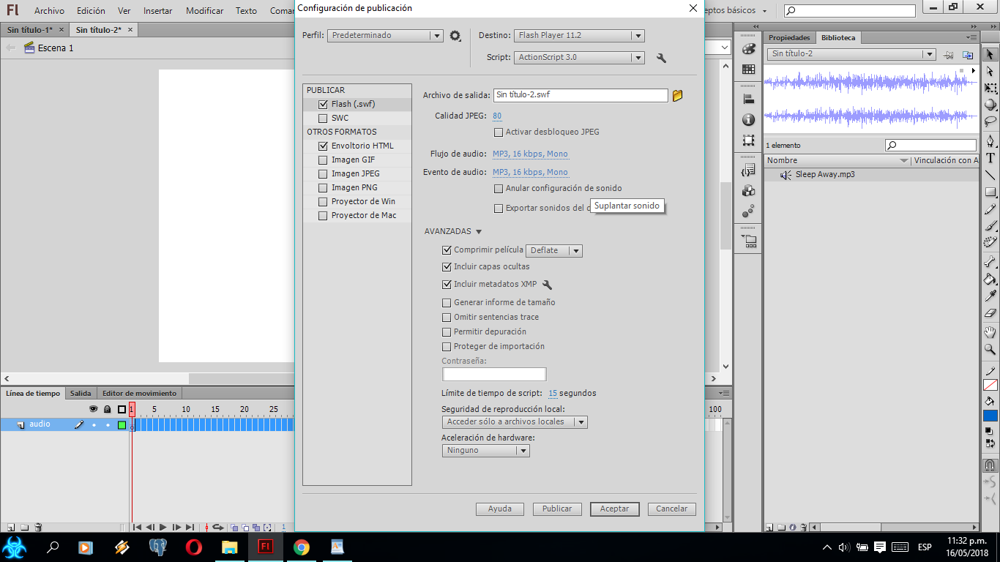 Fl Archivo Edición Ver Insertar Modificar Texto
Configuración de publicación
Sin título-1* × Sin título-2* ×
Escena 1
Perfil: Predeterminado
Destino: Flash Player 11.2
Script: ActionScript 3.0
PUBLICAR
Flash (.swf)
SWC
OTROS FORMATOS
Envoltorio HTML
Imagen GIF
Imagen JPEG
Imagen PNG
Proyector de Win
Proyector de Mac
Archivo de salida: Sin título-2.swf
Calidad JPEG: 80
Activar desbloqueo JPEG
Flujo de audio: MP3, 16 kbps, Mono
Evento de audio: MP3, 16 kbps, Mono
Anular configuración de sonido
Exportar sonidos del
Suplantar sonido
AVANZADAS
Comprimir película Deflate
Incluir capas ocultas
Incluir metadatos XMP
Generar informe de tamaño
Omitir sentencias trace
Permitir depuración
Proteger de importación
Contraseña:
Límite de tiempo de script: 15 segundos
Seguridad de reproducción local:
Acceder sólo a archivos locales
Aceleración de hardware:
Ninguno
Ayuda Publicar Aceptar Cancelar
básicos
Propiedades Biblioteca
Sin título-2
1 elemento
Nombre Vinculación con A
Sleep Away.mp3
Línea de tiempo Salida Editor de movimiento
1 5 10 15 20 25 100
audio
1
ESP
11:32 p.m.
16/05/2018